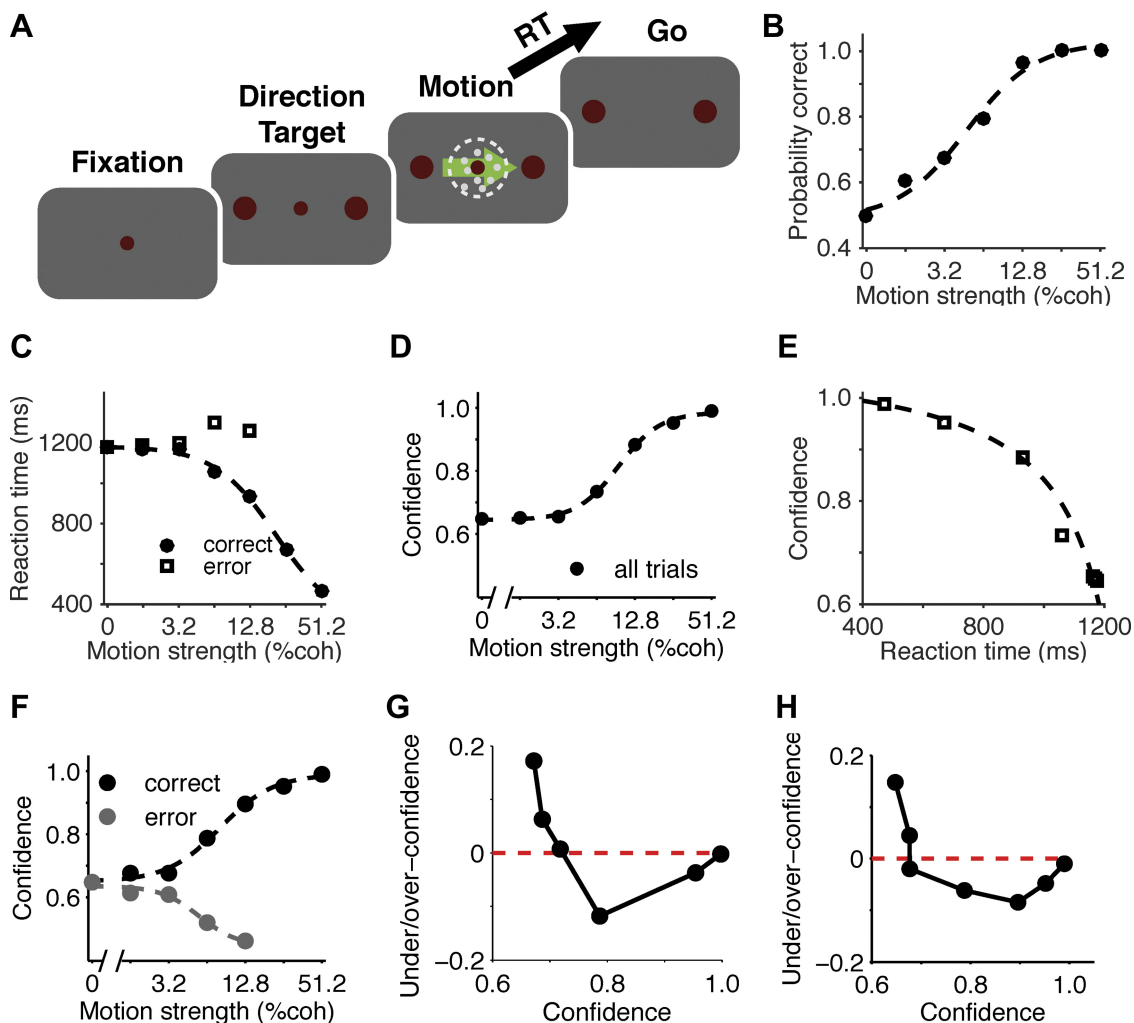 A
Fixation
Direction
Target
Motion
RT
Go
B
Probability correct
1.0
0.8
0.6
0.4
0 3.2 12.8 51.2
Motion strength (%coh)
C
Reaction time (ms)
1200
800
400
correct
error
0 3.2 12.8 51.2
Motion strength (%coh)
D
Confidence
1.0
0.8
0.6
all trials
0 3.2 12.8 51.2
Motion strength (%coh)
E
Confidence
1.0
0.8
0.6
400 800 1200
Reaction time (ms)
F
Confidence
1.0
0.8
0.6
correct
error
0 3.2 12.8 51.2
Motion strength (%coh)
G
Under/over−confidence
0.2
0
−0.2
0.6 0.8 1.0
Confidence
H
Under/over−confidence
0.2
0
−0.2
0.6 0.8 1.0
Confidence